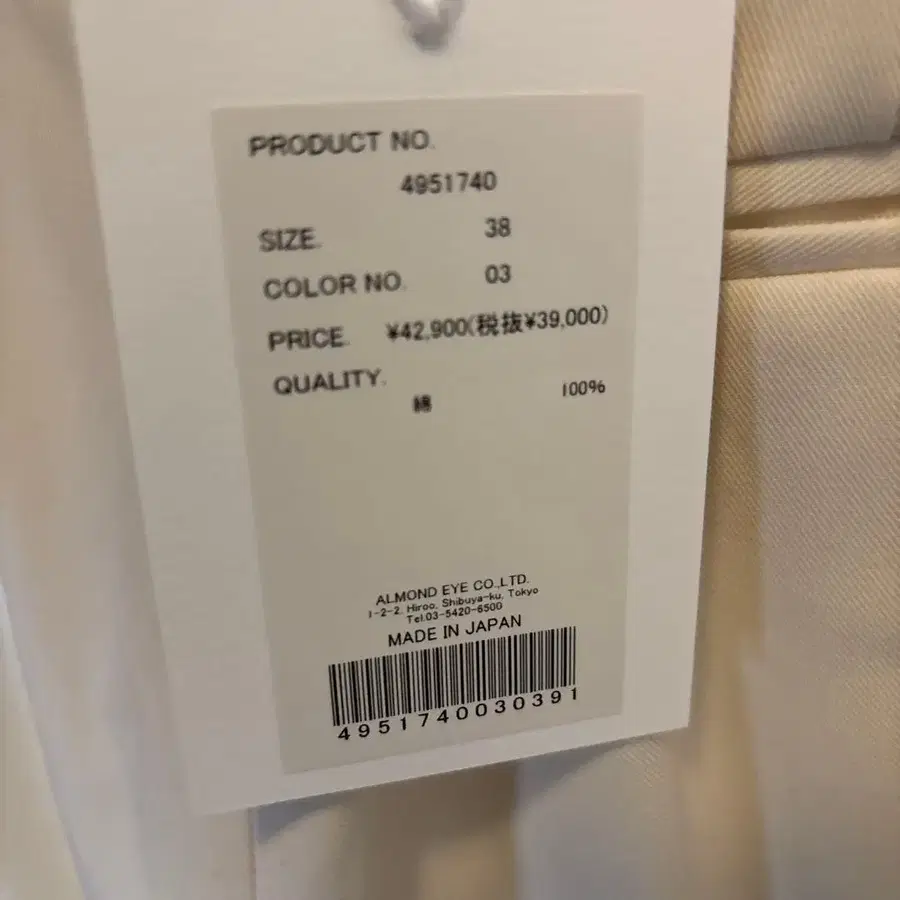 PRODUCT NO.
4951740
SIZE. 38
COLOR NO. 03
PRICE. ¥42,900(税抜¥39,000)
QUALITY.
綿 100%
ALMOND EYE CO.,LTD.
1-2-2, Hiroo, Shibuya-ku, Tokyo
Tel.03-5420-6500
MADE IN JAPAN
4951740030391